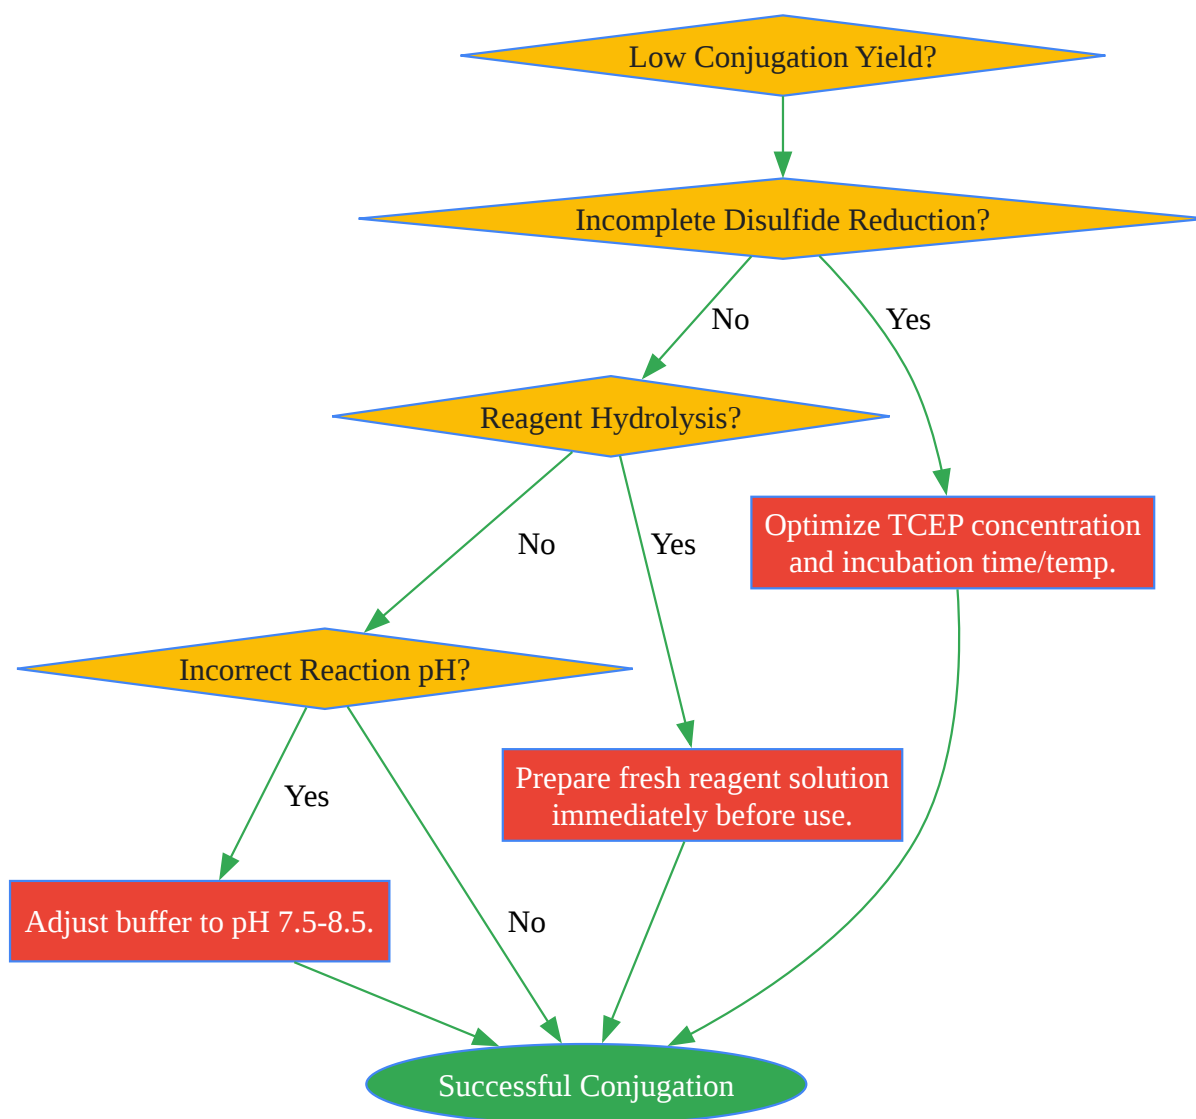 Low Conjugation Yield?
Incomplete Disulfide Reduction?
No
Yes
Reagent Hydrolysis?
Optimize TCEP concentration
and incubation time/temp.
No
Yes
Incorrect Reaction pH?
Prepare fresh reagent solution
immediately before use.
Yes
Adjust buffer to pH 7.5-8.5.
No
Successful Conjugation